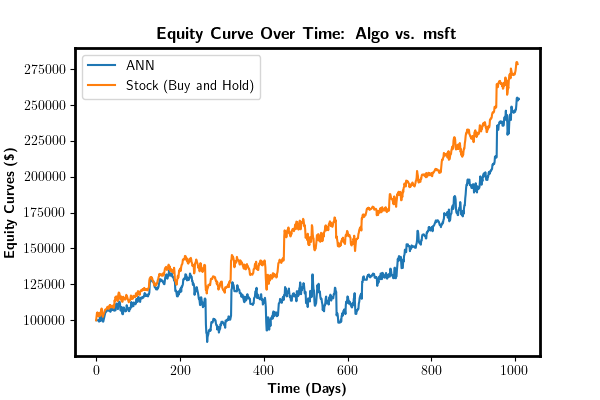 Equity Curve Over Time: Algo vs. msft
ANN
Stock (Buy and Hold)
Equity Curves ($)
275000
250000
225000
200000
175000
150000
125000
100000
0 200 400 600 800 1000
Time (Days)